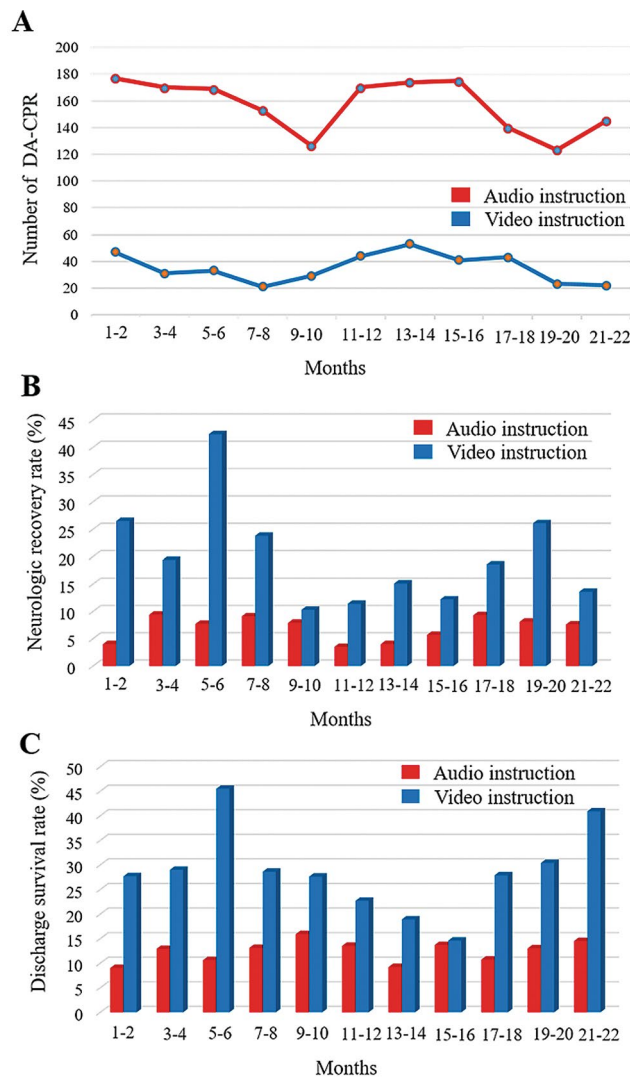 A
Number of DA-CPR
200
180
160
140
120
100
80
60
40
20
0
Audio instruction
Video instruction
1-2 3-4 5-6 7-8 9-10 11-12 13-14 15-16 17-18 19-20 21-22
Months
B
Neurologic recovery rate (%)
45
40
35
30
25
20
15
10
5
0
Audio instruction
Video instruction
1-2 3-4 5-6 7-8 9-10 11-12 13-14 15-16 17-18 19-20 21-22
Months
C
Discharge survival rate (%)
50
45
40
35
30
25
20
15
10
5
0
Audio instruction
Video instruction
1-2 3-4 5-6 7-8 9-10 11-12 13-14 15-16 17-18 19-20 21-22
Months